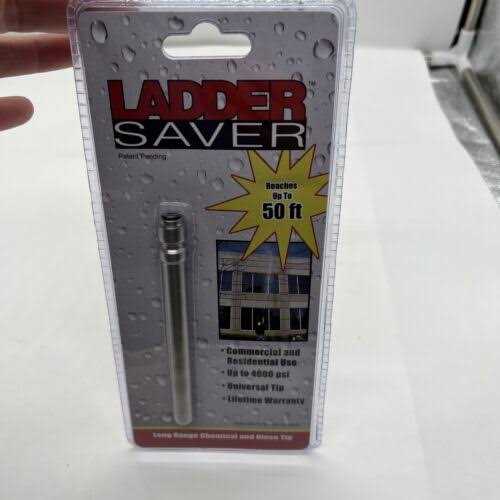 LADDER™
SAVER
Patent Pending
Reaches
Up To
50 ft
• Commercial and
Residential Use
• Up to 4000 psi
• Universal Tip
• Lifetime Warranty
Long Range Chemical and Rinse Tip